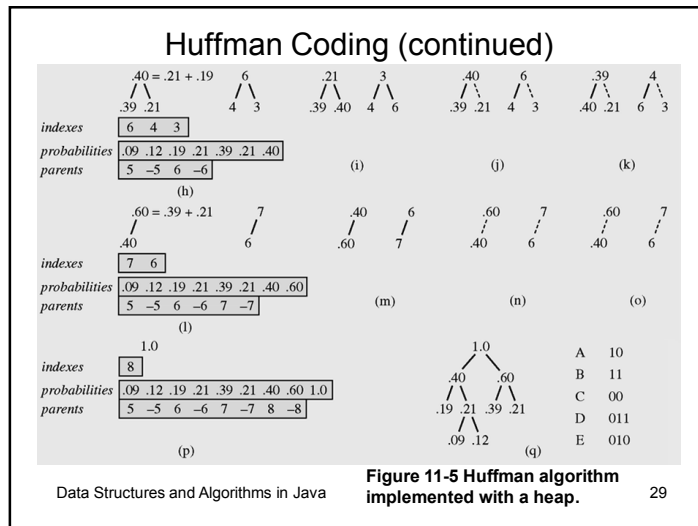 Huffman Coding (continued)
.40 = .21 + .19
6
.21
3
.40
6
.39
4
.39 .21
4 3
.39 .40
4 6
.39 .21
4 3
.40 .21
6 3
indexes 6 4 3
probabilities .09 .12 .19 .21 .39 .21 .40
parents 5 −5 6 −6
(h)
(i)
(j)
(k)
.60 = .39 + .21
7
.40
6
.60
7
.60
7
.40
6
.60
7
.40
6
.40
6
indexes 7 6
probabilities .09 .12 .19 .21 .39 .21 .40 .60
parents 5 −5 6 −6 7 −7
(l)
(m)
(n)
(o)
1.0
indexes 8
probabilities .09 .12 .19 .21 .39 .21 .40 .60 1.0
parents 5 −5 6 −6 7 −7 8 −8
(p)
1.0
.40 .60
.19 .21 .39 .21
.09 .12
(q)
A 10
B 11
C 00
D 011
E 010
Data Structures and Algorithms in Java
Figure 11-5 Huffman algorithm
implemented with a heap.
29